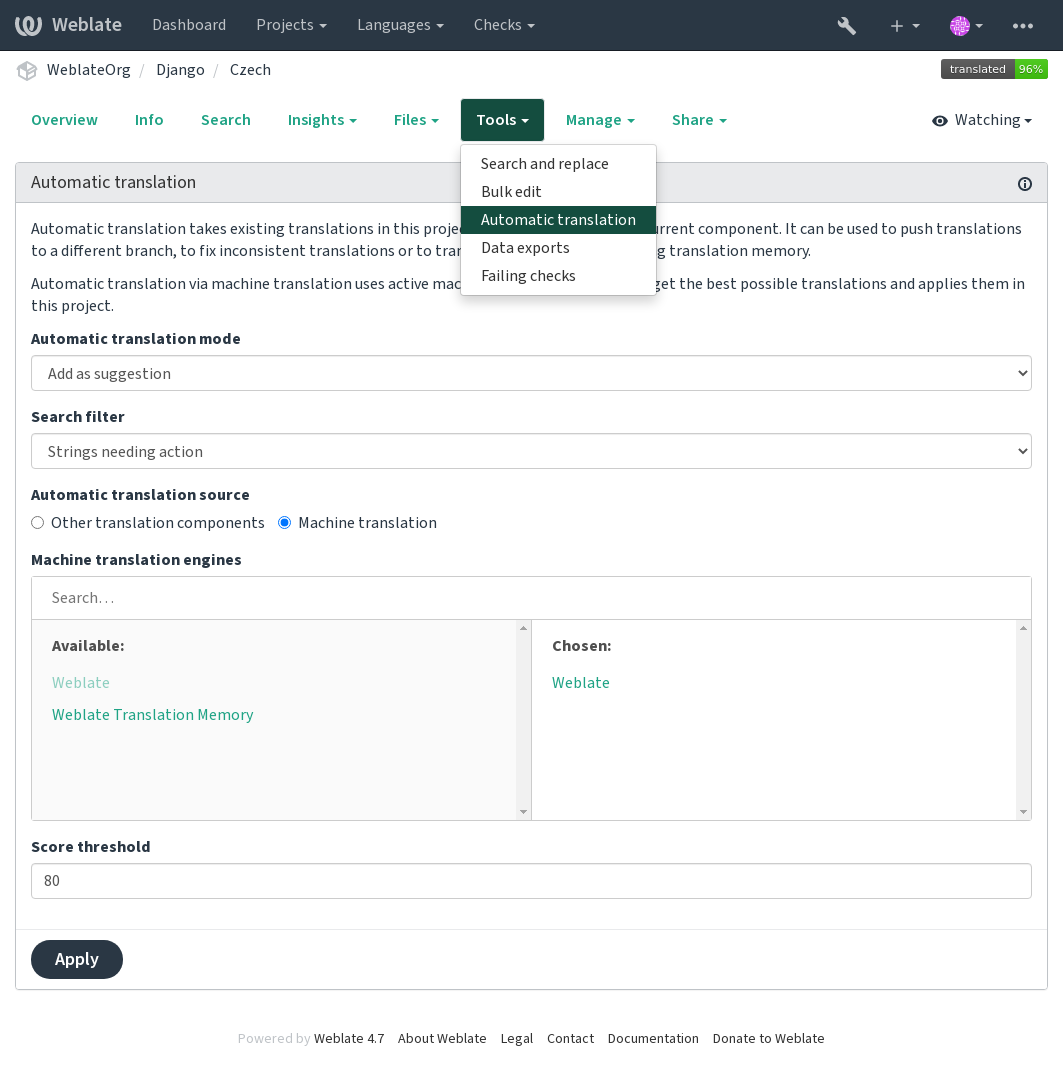 Weblate Dashboard Projects Languages Checks
WeblateOrg / Django / Czech translated 96%
Overview Info Search Insights Files Tools Manage Share Watching
Search and replace
Bulk edit
Automatic translation
Data exports
Failing checks
Automatic translation
Automatic translation takes existing translations in this proje urrent component. It can be used to push translations
to a different branch, to fix inconsistent translations or to tra g translation memory.
Automatic translation via machine translation uses active mac get the best possible translations and applies them in
this project.
Automatic translation mode
Add as suggestion
Search filter
Strings needing action
Automatic translation source
Other translation components Machine translation
Machine translation engines
Search…
Available:
Weblate
Weblate Translation Memory
Chosen:
Weblate
Score threshold
80
Apply
Powered by Weblate 4.7 About Weblate Legal Contact Documentation Donate to Weblate